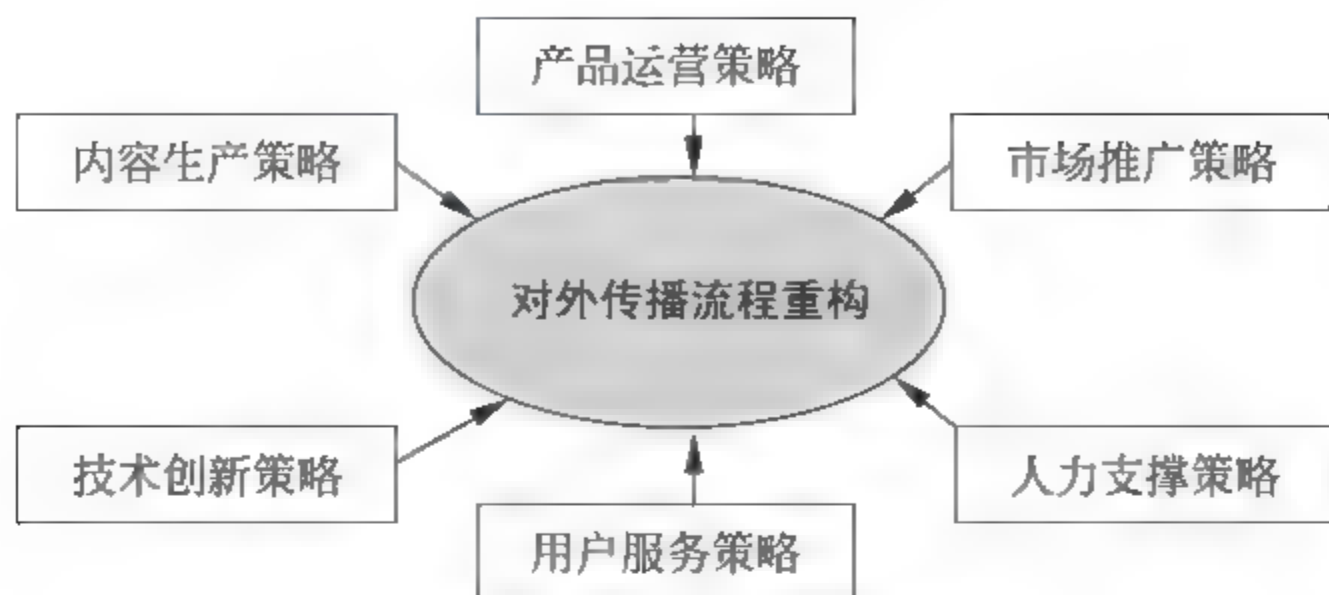 产品运营策略
内容生产策略
市场推广策略
对外传播流程重构
技术创新策略
人力支撑策略
用户服务策略